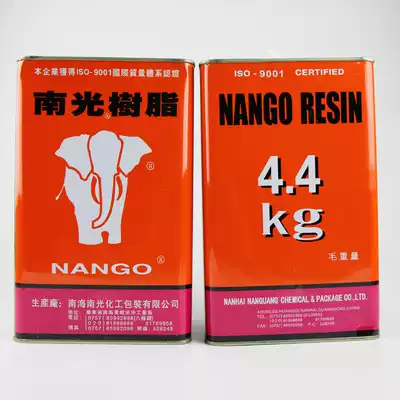 本企業獲得ISO-9001國際質量體系認證
南光樹脂
®
®
NANGO
生產廠: 南海南光化工包裝有限公司
ISO-9001 CERTIFIED
NANGO RESIN
4.4
kg
毛重量
NANHAI NANGUANG CHEMICAL & PACKAGE CO.,LTD.